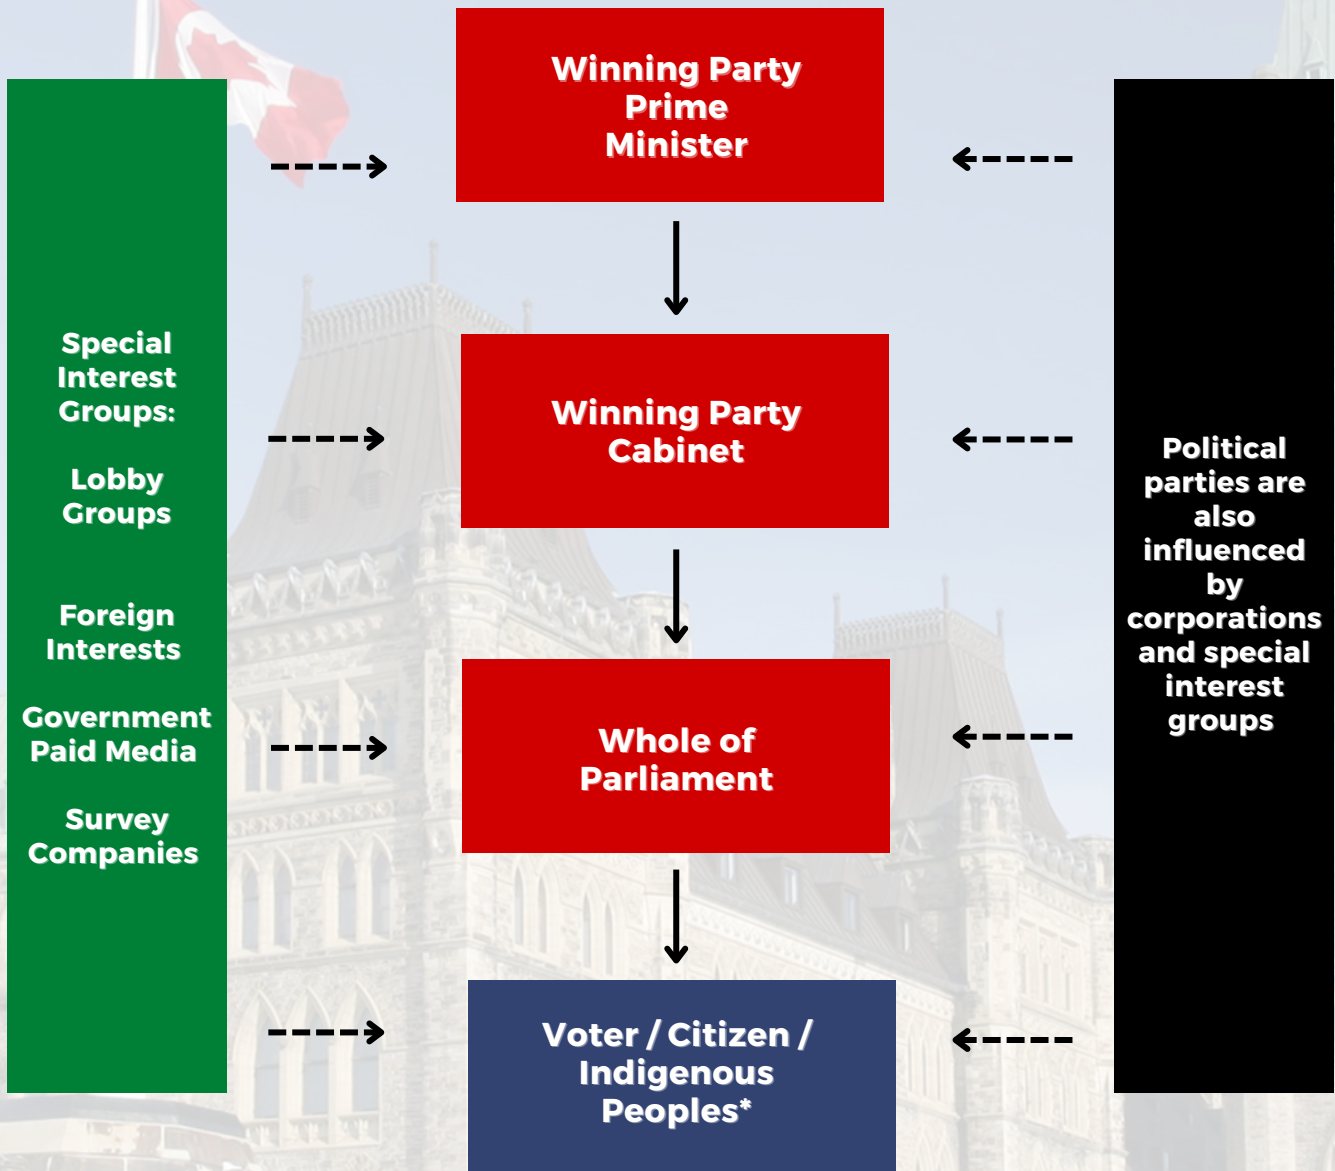 Winning Party
Prime
Minister
Special
Interest
Groups:
Lobby
Groups
Foreign
Interests
Government
Paid Media
Survey
Companies
Winning Party
Cabinet
Whole of
Parliament
Voter / Citizen /
Indigenous
Peoples*
Political
parties are
also
influenced
by
corporations
and special
interest
groups